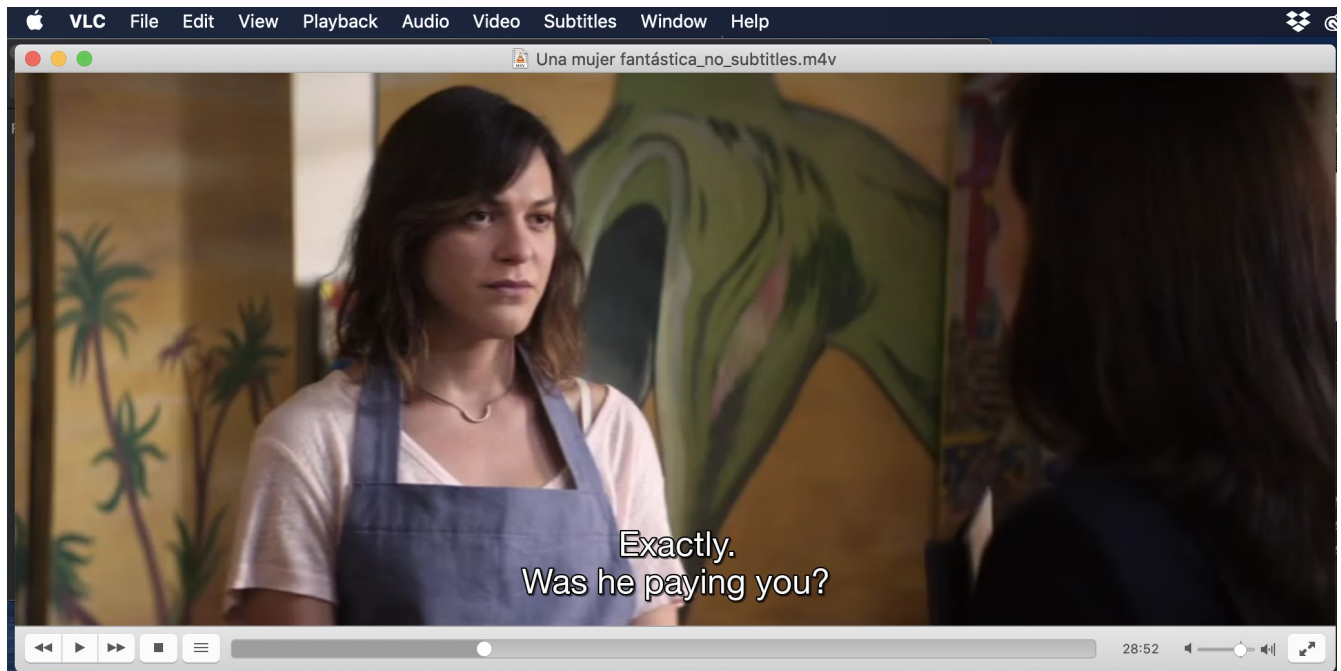 VLC File Edit View Playback Audio Video Subtitles Window Help
Una mujer fantástica_no_subtitles.m4v
Exactly.
Was he paying you?
28:52